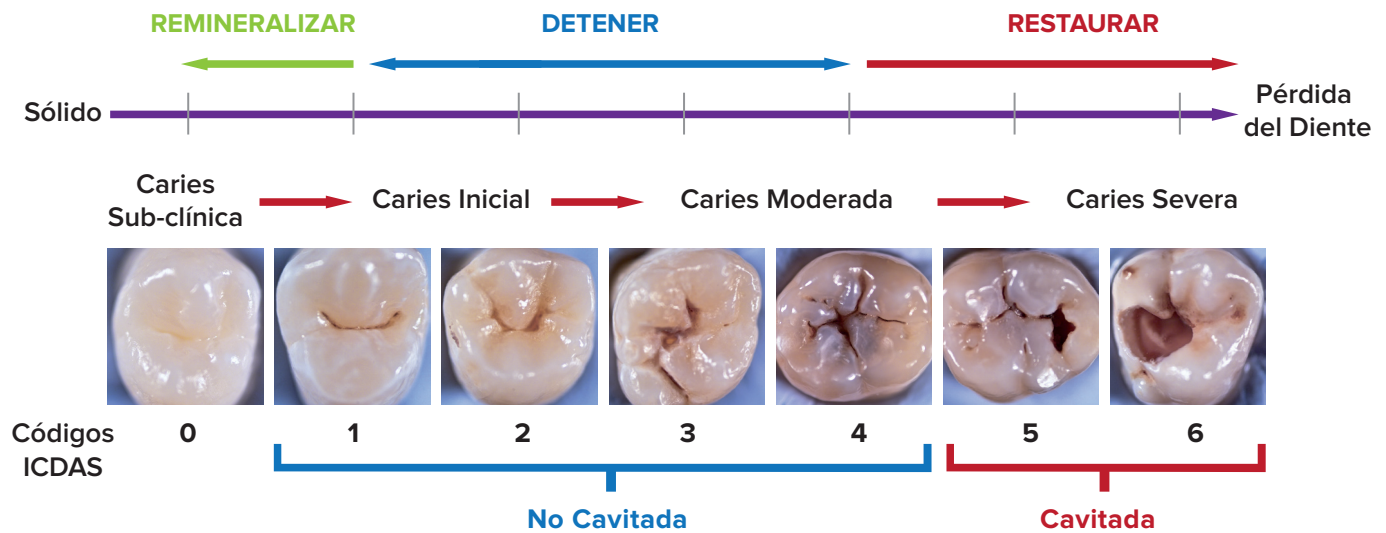 REMINERALIZAR
DETENER
RESTAURAR
Sólido
Pérdida
del Diente
Caries
Sub-clínica
Caries Inicial
Caries Moderada
Caries Severa
Códigos
ICDAS
0
1
2
3
4
5
6
No Cavitada
Cavitada